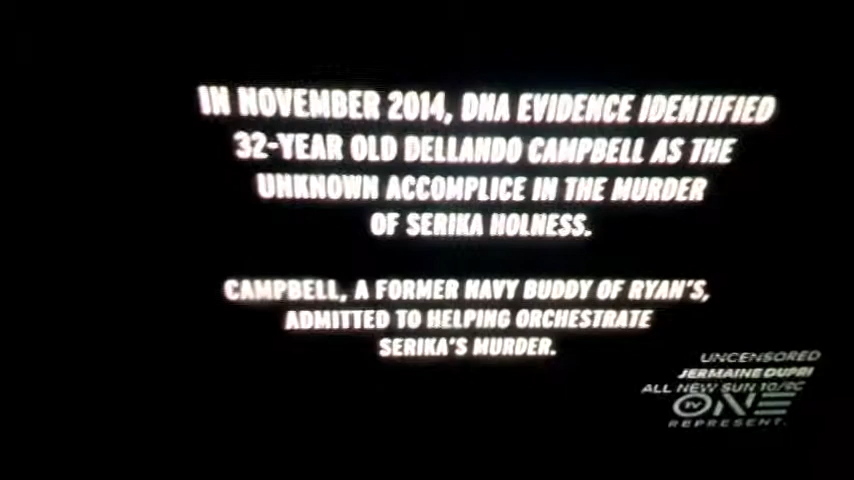 IN NOVEMBER 2014, DNA EVIDENCE IDENTIFIED
32-YEAR OLD DELLANDO CAMPBELL AS THE
UNKNOWN ACCOMPLICE IN THE MURDER
OF SERIKA HOLNESS.
CAMPBELL, A FORMER NAVY BUDDY OF RYAN'S,
ADMITTED TO HELPING ORCHESTRATE
SERIKA'S MURDER.
UNCENSORED
JERMAINE DUPRI
ALL NEW SUN 10/9C
TV ONE
REPRESENT.